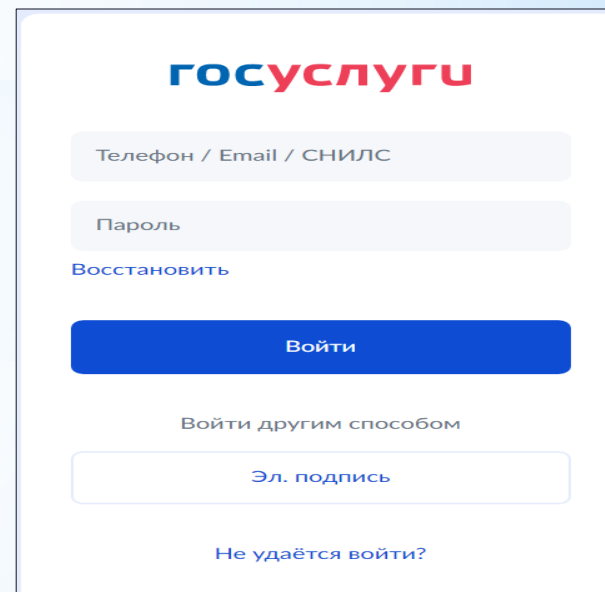 госуслуги
Телефон / Email / СНИЛС
Пароль
Восстановить
Войти
Войти другим способом
Эл. подпись
Не удаётся войти?